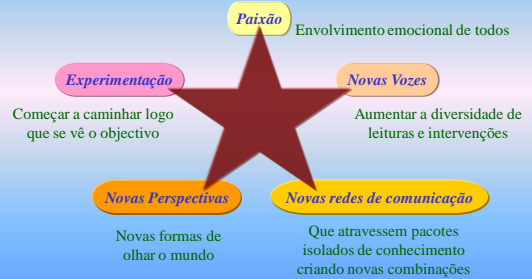 Paixão
Envolvimento emocional de todos
Experimentação
Começar a caminhar logo
que se vê o objectivo
Novas Vozes
Aumentar a diversidade de
leituras e intervenções
Novas Perspectivas
Novas formas de
olhar o mundo
Novas redes de comunicação
Que atravessem pacotes
isolados de conhecimento
criando novas combinações